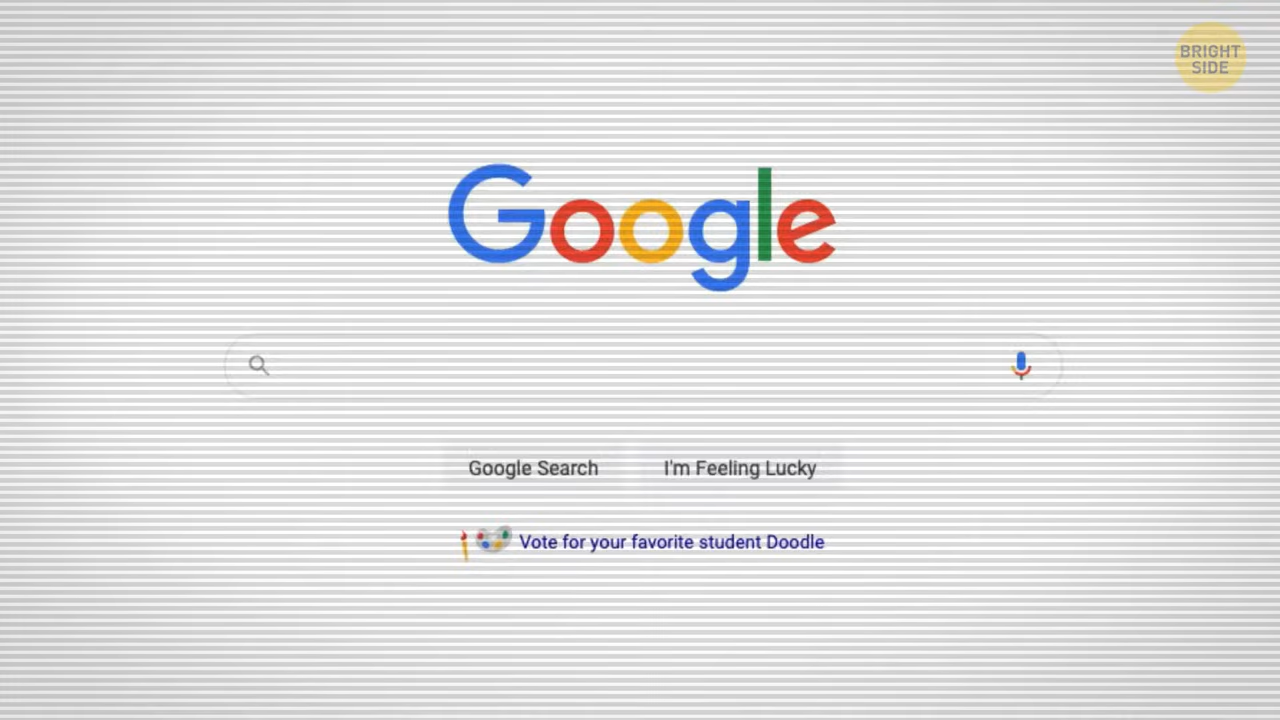 BRIGHT
SIDE
Google
Google Search
I'm Feeling Lucky
Vote for your favorite student Doodle